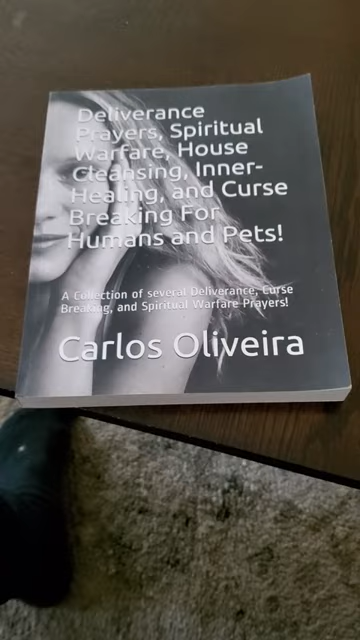 Deliverance
Prayers, Spiritual
Warfare, House
Cleansing, Inner-
Healing, and Curse
Breaking For
Humans and Pets!
A Collection of several Deliverance, Curse
Breaking, and Spiritual Warfare Prayers!
Carlos Oliveira